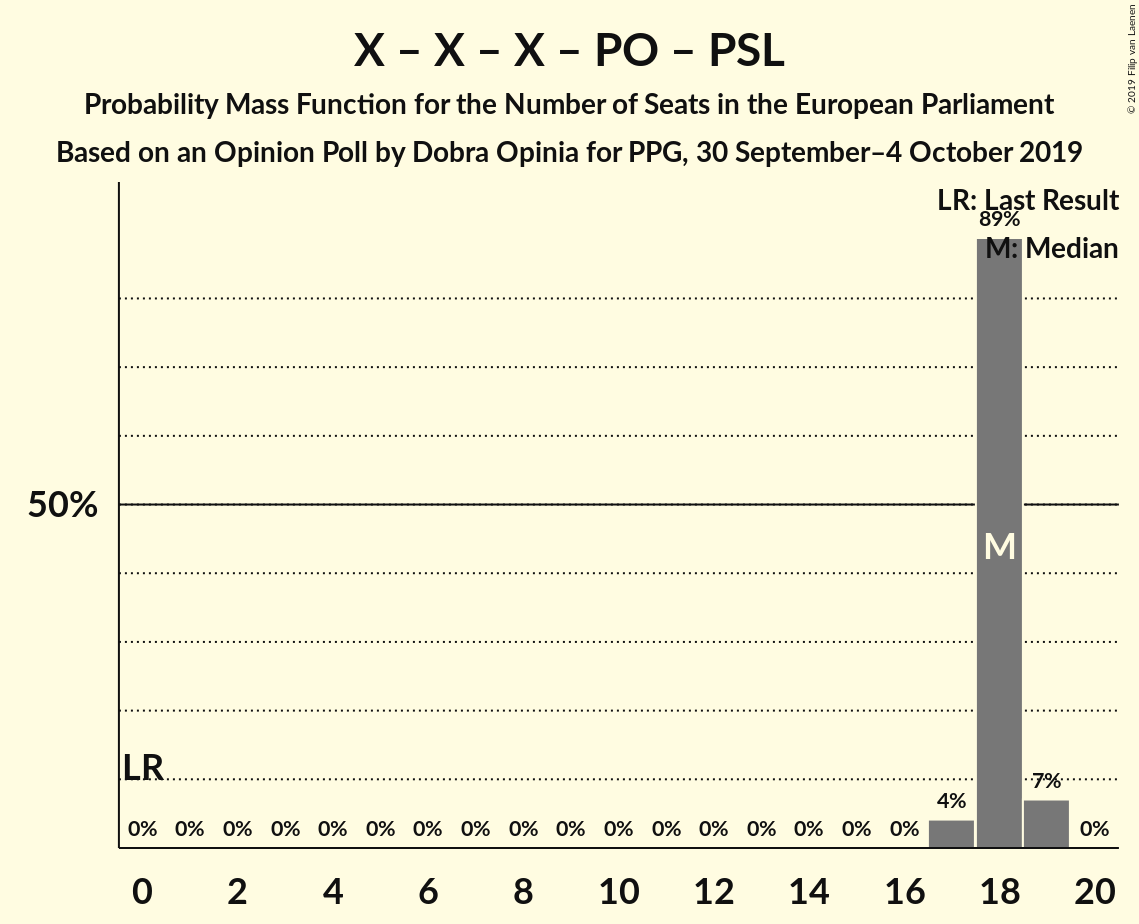 X – X – X – PO – PSL
Probability Mass Function for the Number of Seats in the European Parliament
Based on an Opinion Poll by Dobra Opinia for PPG, 30 September–4 October 2019
© 2019 Filip van Laenen
LR: Last Result
89%
M: Median
50%
M
LR
0% 0% 0% 0% 0% 0% 0% 0% 0% 0% 0% 0% 0% 0% 0% 0% 0% 4% 7% 0%
0 2 4 6 8 10 12 14 16 18 20